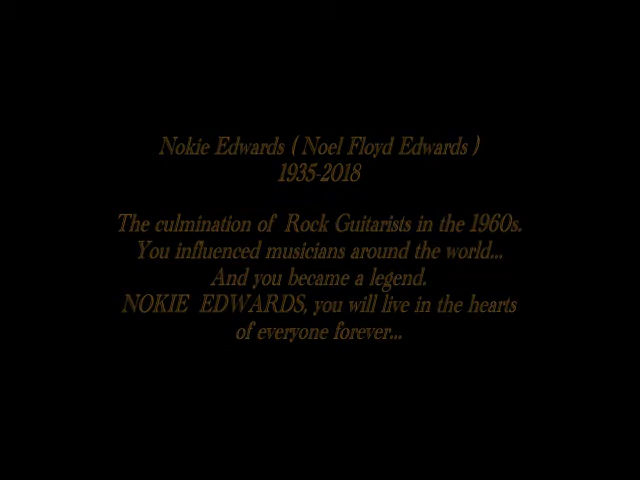 Nokie Edwards ( Noel Floyd Edwards )
1935-2018
The culmination of Rock Guitarists in the 1960s.
You influenced musicians around the world...
And you became a legend.
NOKIE EDWARDS, you will live in the hearts
of everyone forever...